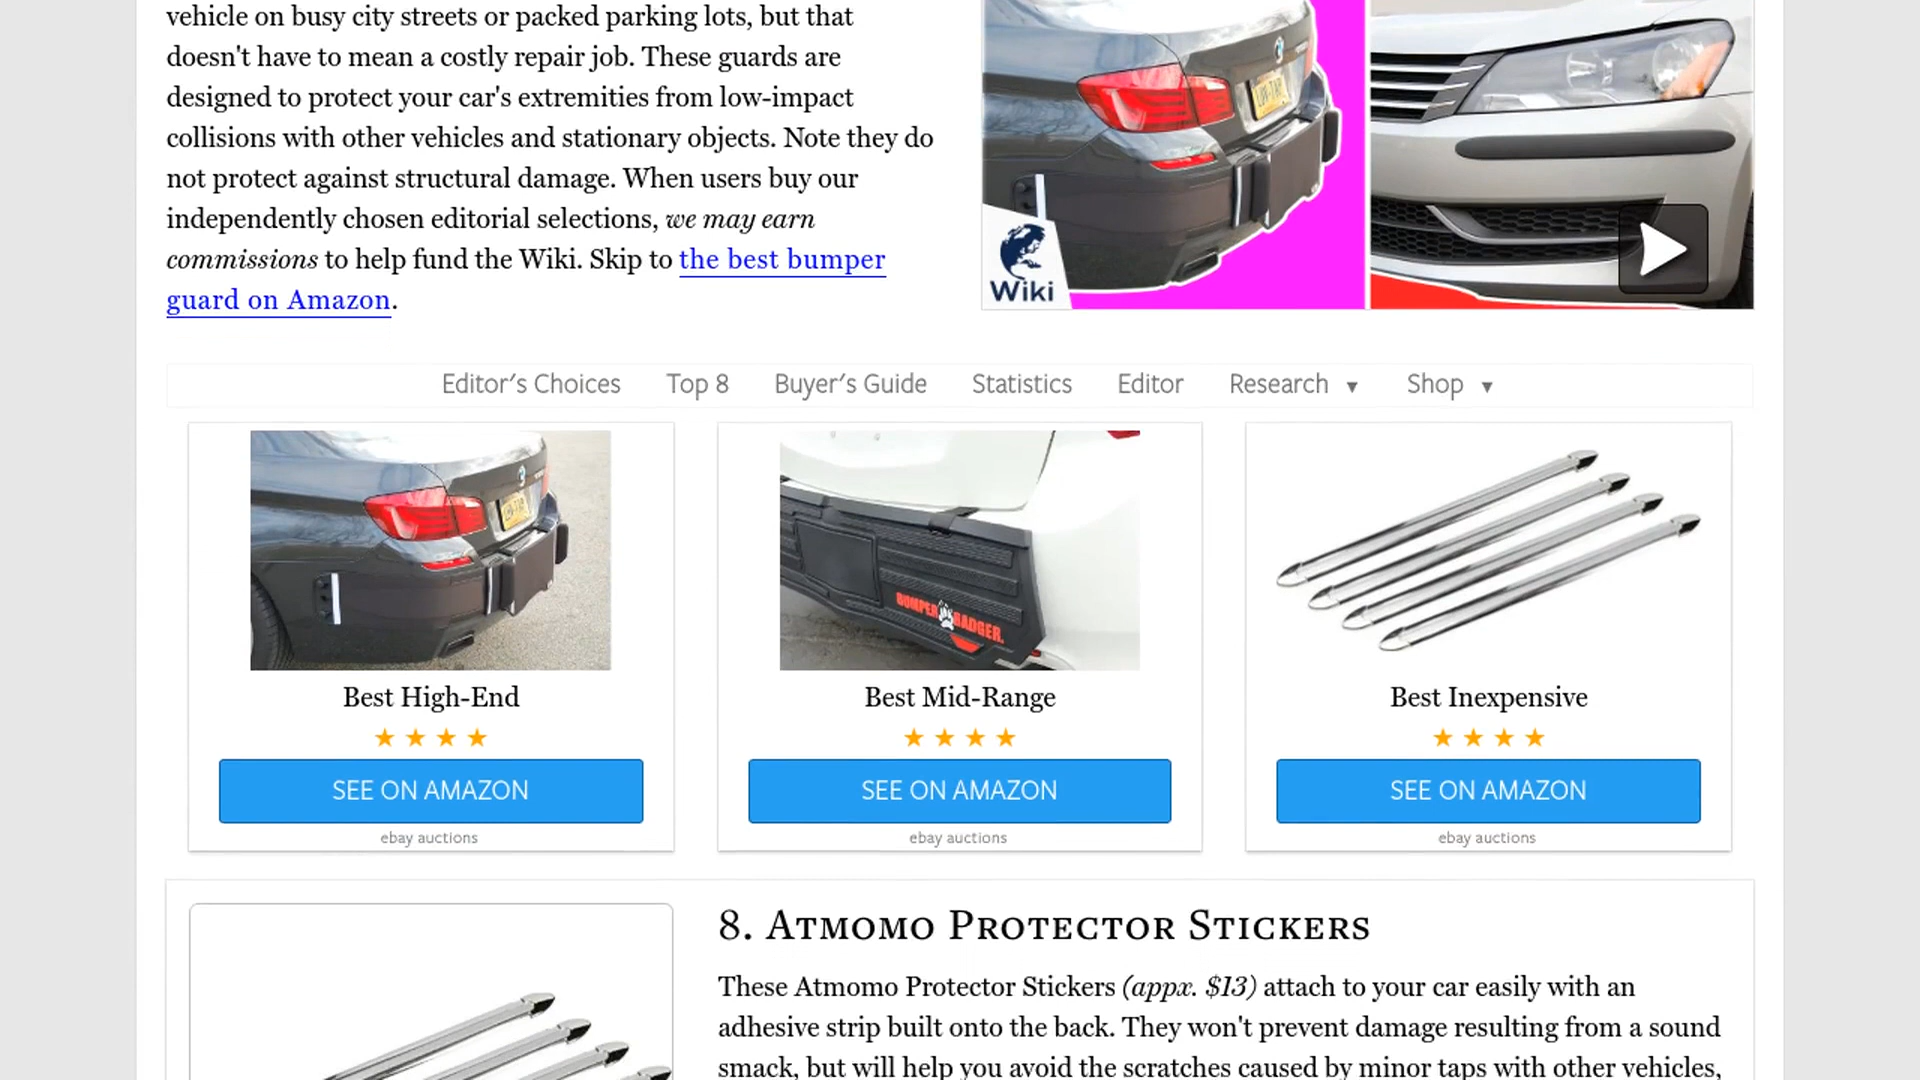 vehicle on busy city streets or packed parking lots, but that
doesn't have to mean a costly repair job. These guards are
designed to protect your car's extremities from low-impact
collisions with other vehicles and stationary objects. Note they do
not protect against structural damage. When users buy our
independently chosen editorial selections, we may earn
commissions to help fund the Wiki. Skip to the best bumper
guard on Amazon.
Wiki
Editor's Choices Top 8 Buyer's Guide Statistics Editor Research ▼ Shop ▼
BUMPER BADGER
Best High-End
Best Mid-Range
Best Inexpensive
SEE ON AMAZON
SEE ON AMAZON
SEE ON AMAZON
ebay auctions
ebay auctions
ebay auctions
8. Atmomo Protector Stickers
These Atmomo Protector Stickers (appx. $13) attach to your car easily with an
adhesive strip built onto the back. They won't prevent damage resulting from a sound
smack, but will help you avoid the scratches caused by minor taps with other vehicles,